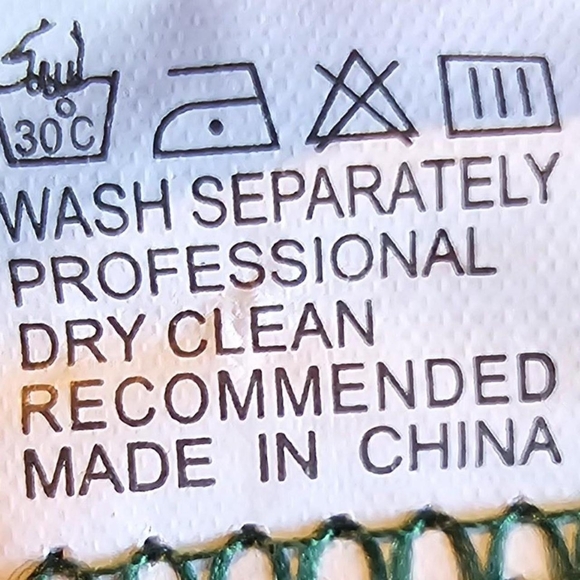 30°C
WASH SEPARATELY
PROFESSIONAL
DRY CLEAN
RECOMMENDED
MADE IN CHINA